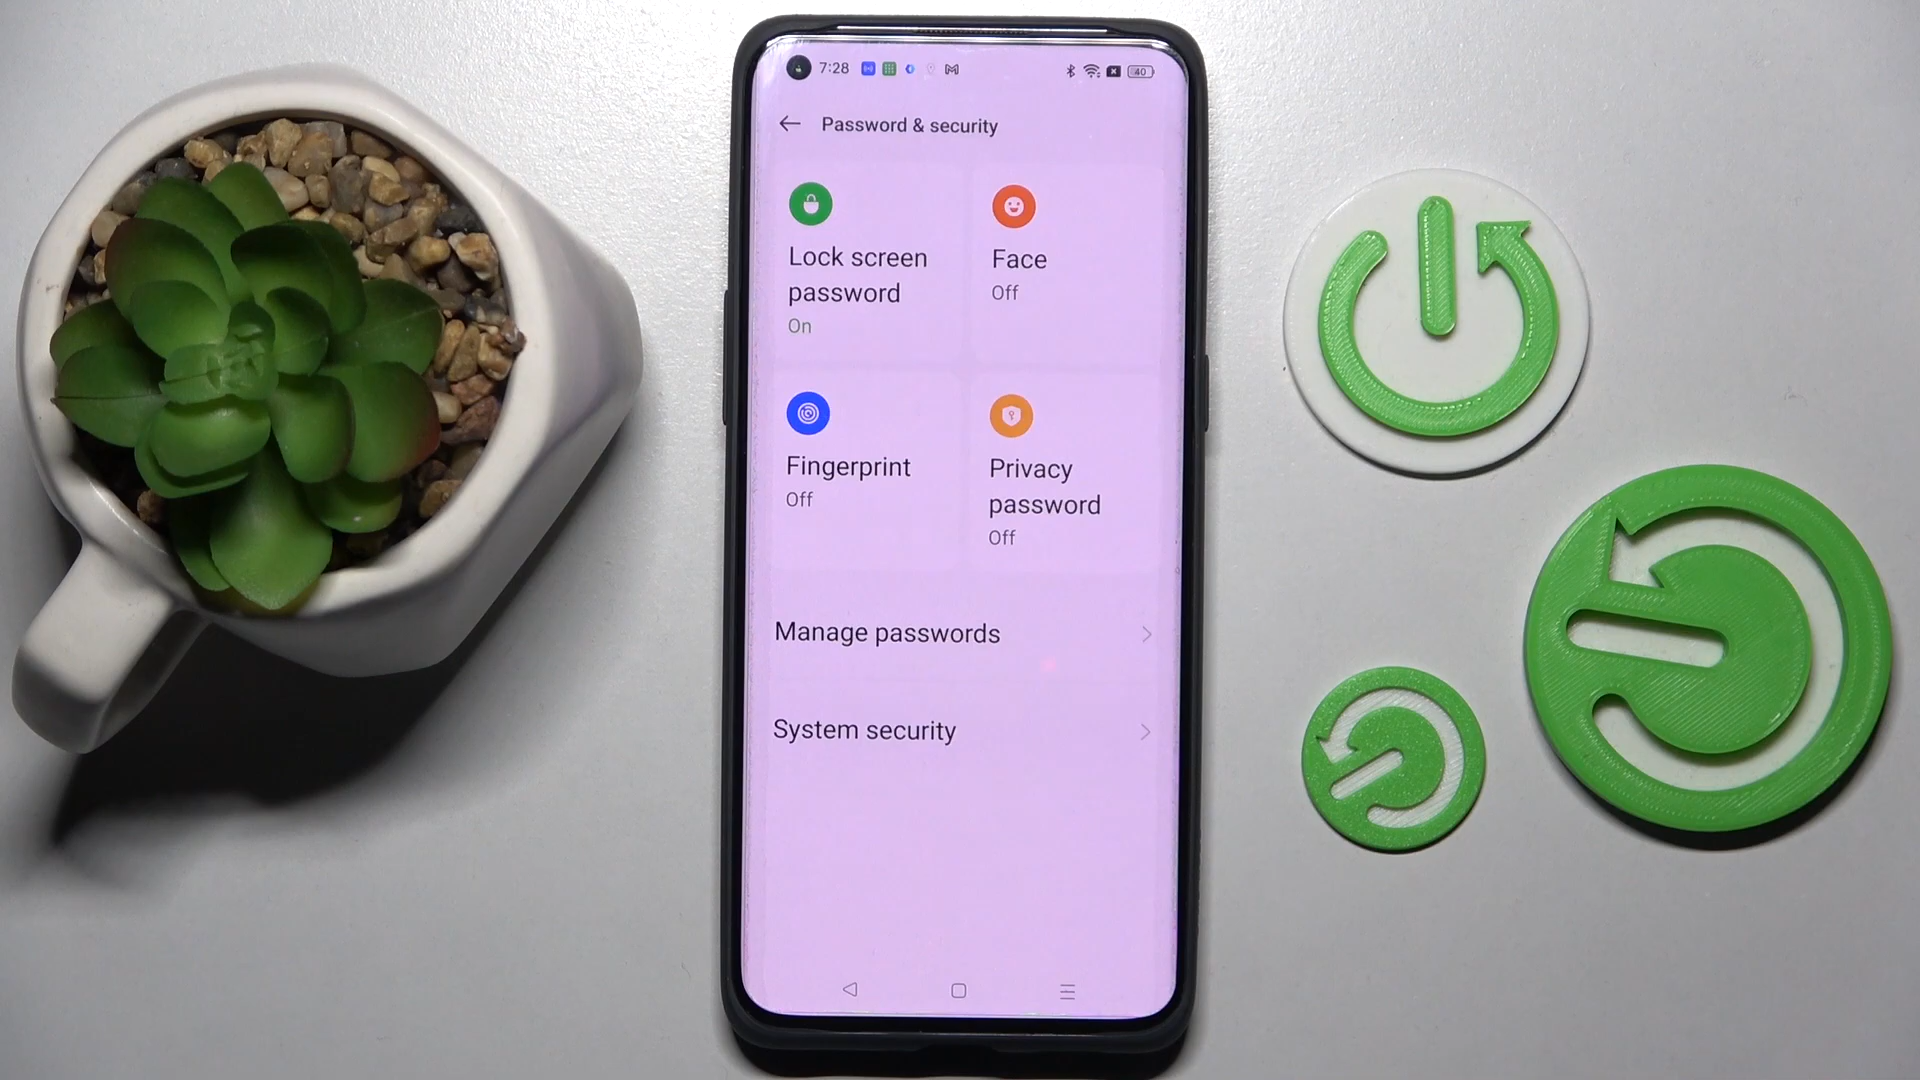 7:28
40
Password & security
Lock screen
password
On
Face
Off
Fingerprint
Off
Privacy
password
Off
Manage passwords
System security